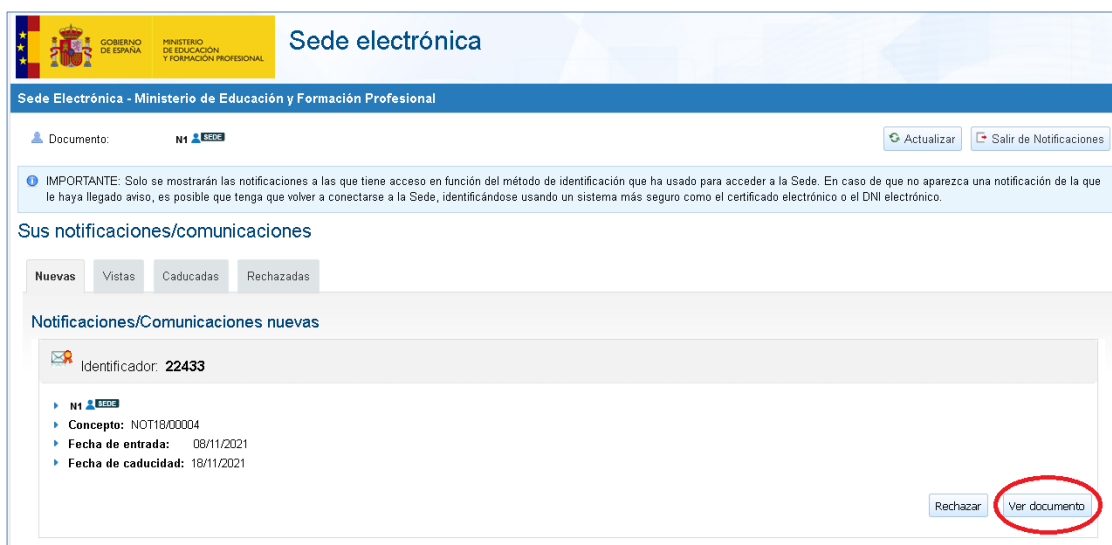 GOBIERNO
DE ESPAÑA
MINISTERIO
DE EDUCACIÓN
Y FORMACIÓN PROFESIONAL
Sede electrónica
Sede Electrónica - Ministerio de Educación y Formación Profesional
Documento: N1 SEDE
Actualizar Salir de Notificaciones
IMPORTANTE: Solo se mostrarán las notificaciones a las que tiene acceso en función del método de identificación que ha usado para acceder a la Sede. En caso de que no aparezca una notificación de la que
le haya llegado aviso, es posible que tenga que volver a conectarse a la Sede, identificándose usando un sistema más seguro como el certificado electrónico o el DNI electrónico.
Sus notificaciones/comunicaciones
Nuevas Vistas Caducadas Rechazadas
Notificaciones/Comunicaciones nuevas
Identificador: 22433
N1 SEDE
Concepto: NOT18/00004
Fecha de entrada: 08/11/2021
Fecha de caducidad: 18/11/2021
Rechazar Ver documento